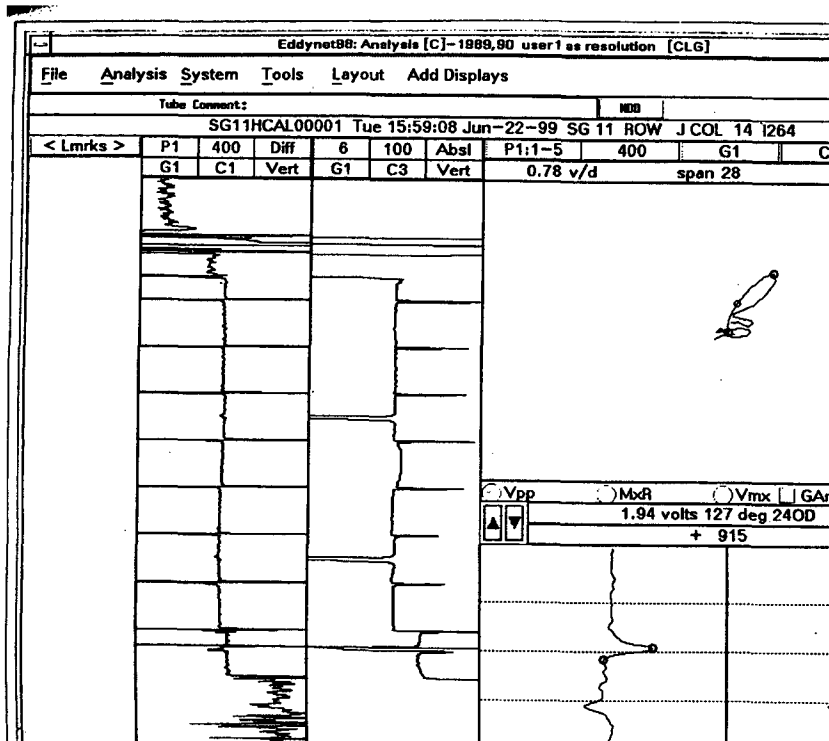 Eddynet98: Analysis [C]-1989,90 user1 as resolution [CLG]
File Analysis System Tools Layout Add Displays
Tube Comment: NDD
SG11HCAL00001 Tue 15:59:08 Jun-22-99 SG 11 ROW J COL 14 I264
< Lmrks > P1 400 Diff 6 100 Absl P1:1-5 400 G1 C
G1 C1 Vert G1 C3 Vert 0.78 v/d span 28
Vpp MxR Vmx GAn
1.94 volts 127 deg 24OD
+ 915